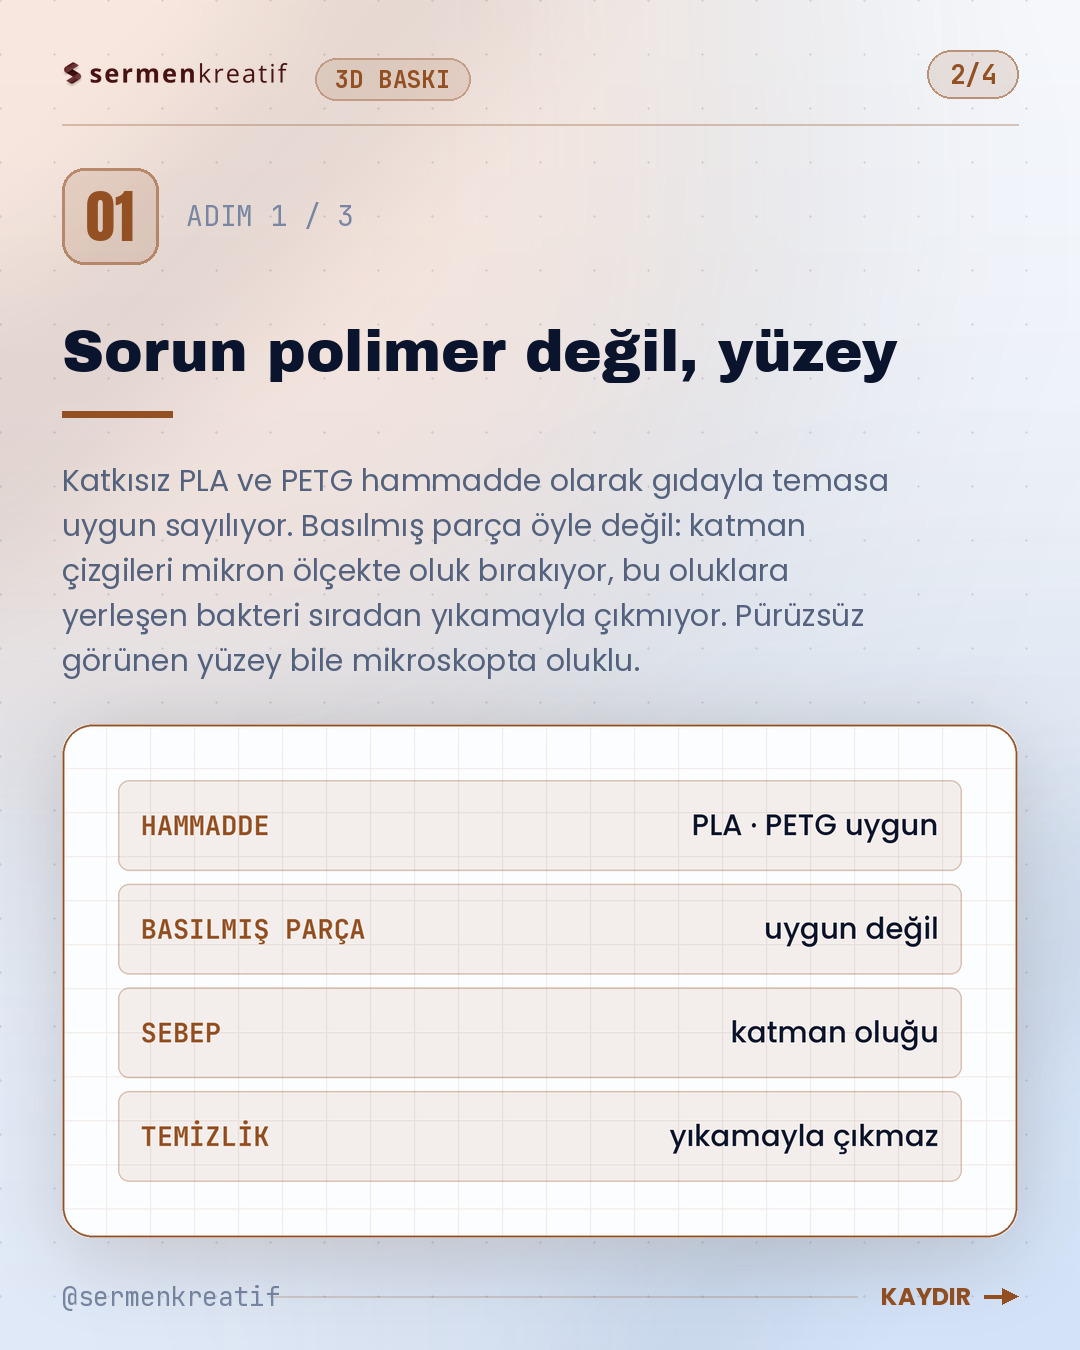 sermenkreatif
3D BASKI
2/4
01
ADIM 1 / 3
Sorun polimer değil, yüzey
Katkısız PLA ve PETG hammadde olarak gıdayla temasa
uygun sayılıyor. Basılmış parça öyle değil: katman
çizgileri mikron ölçekte oluk bırakıyor, bu oluklara
yerleşen bakteri sıradan yıkamayla çıkmıyor. Pürüzsüz
görünen yüzey bile mikroskopta oluklu.
HAMMADDE PLA · PETG uygun
BASILMIŞ PARÇA uygun değil
SEBEP katman oluğu
TEMİZLİK yıkamayla çıkmaz
@sermenkreatif
KAYDIR